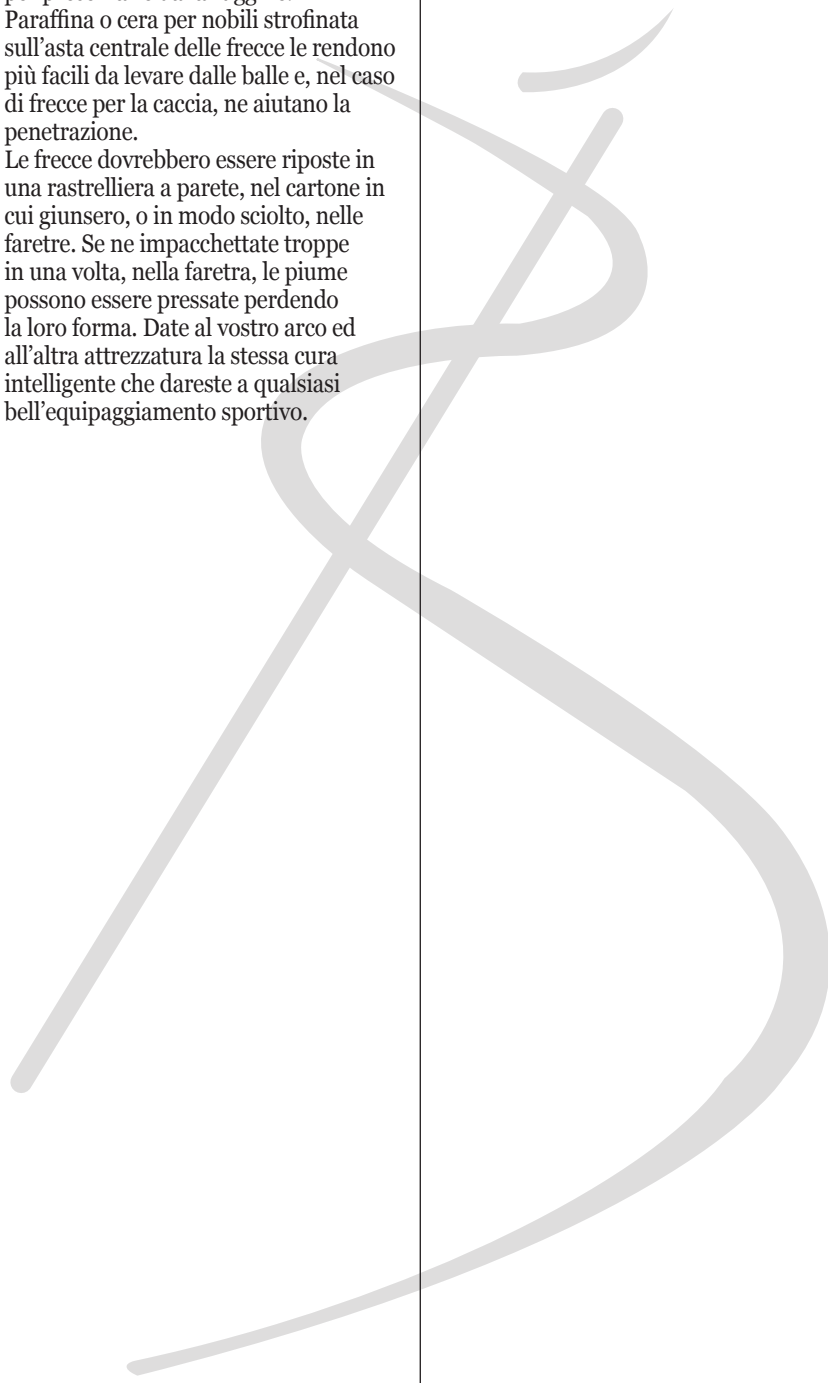 Paraffina o cera per nobili strofinata
sull'asta centrale delle frecce le rendono
più facili da levare dalle balle e, nel caso
di frecce per la caccia, ne aiutano la
penetrazione.
Le frecce dovrebbero essere riposte in
una rastrelliera a parete, nel cartone in
cui giunsero, o in modo sciolto, nelle
faretre. Se ne impacchettate troppe
in una volta, nella faretra, le piume
possono essere pressate perdendo
la loro forma. Date al vostro arco ed
all'altra attrezzatura la stessa cura
intelligente che dareste a qualsiasi
bell'equipaggiamento sportivo.